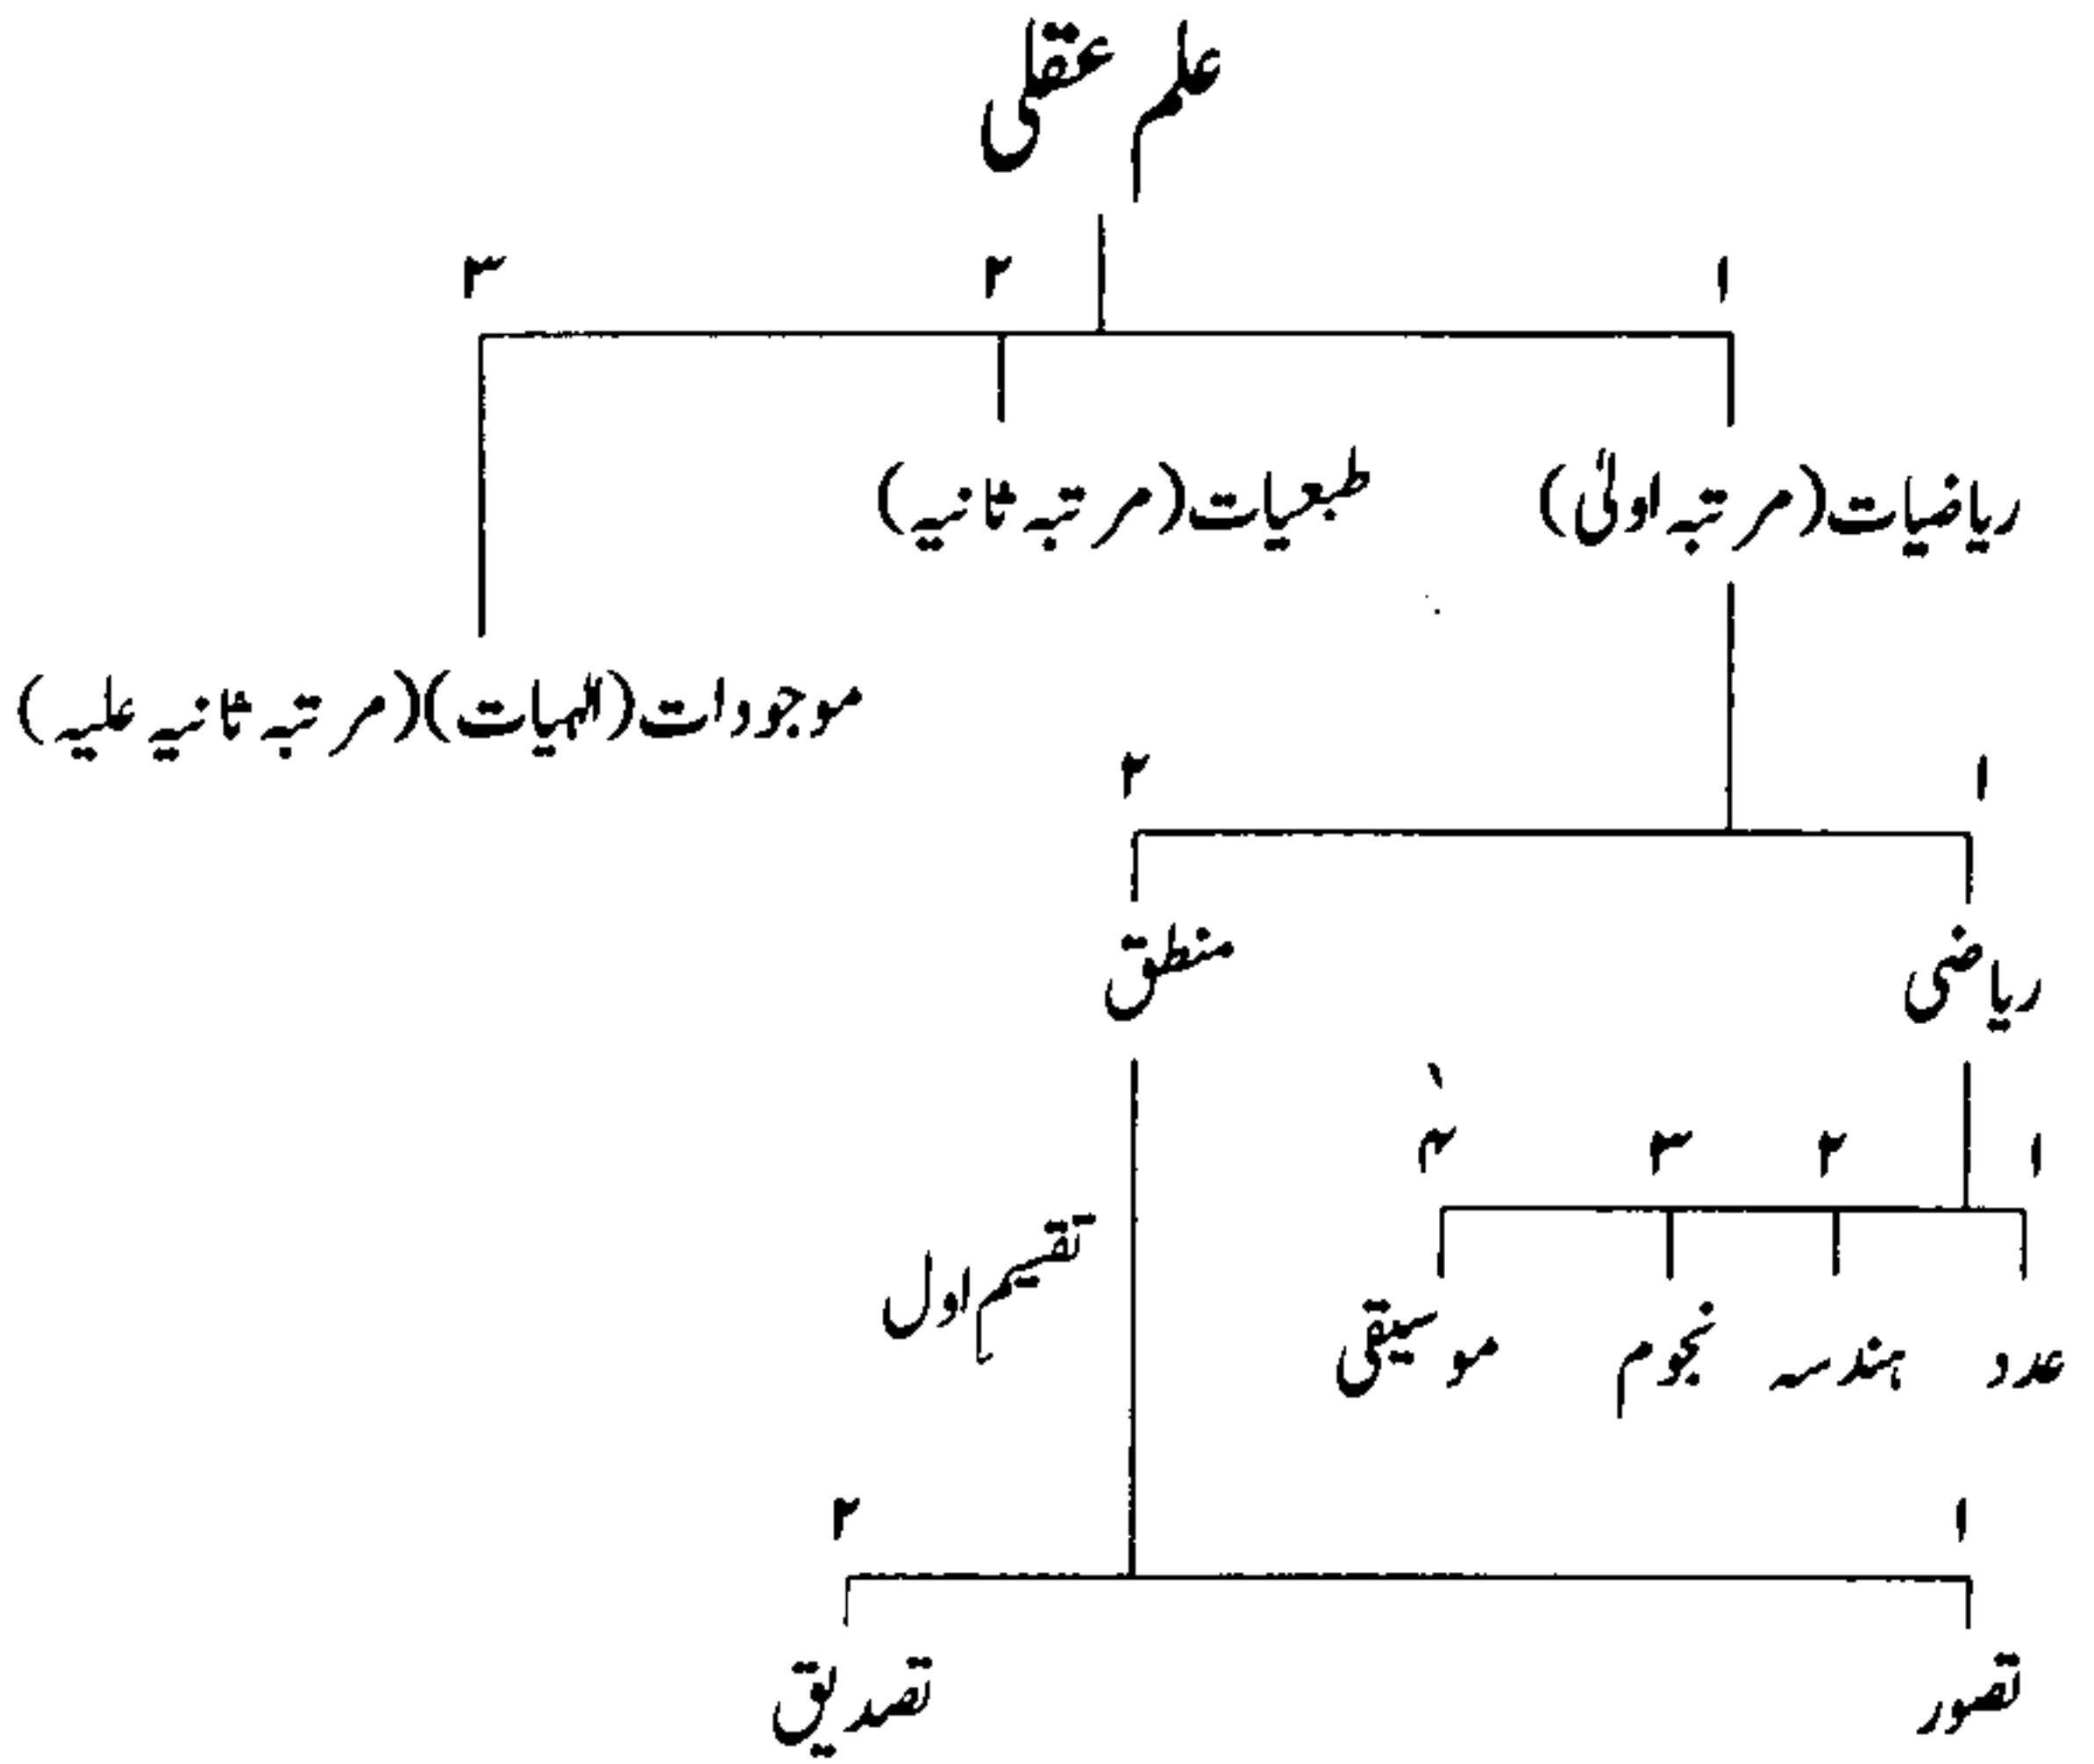 علم عقلی
۱ ۲ ۳
ریاضیات (مرتبہ اولیٰ) طبعیات (مرتبہ ثانیہ)
موجودات (الہیات) (مرتبہ ثانیہ علیہ)
۱ ۲
ریاضی منطق
۱ ۲ ۳ ۴
تقسیم اول
عدد ہندسہ نجوم موسیقی
۱ ۲
تصور تصدیق